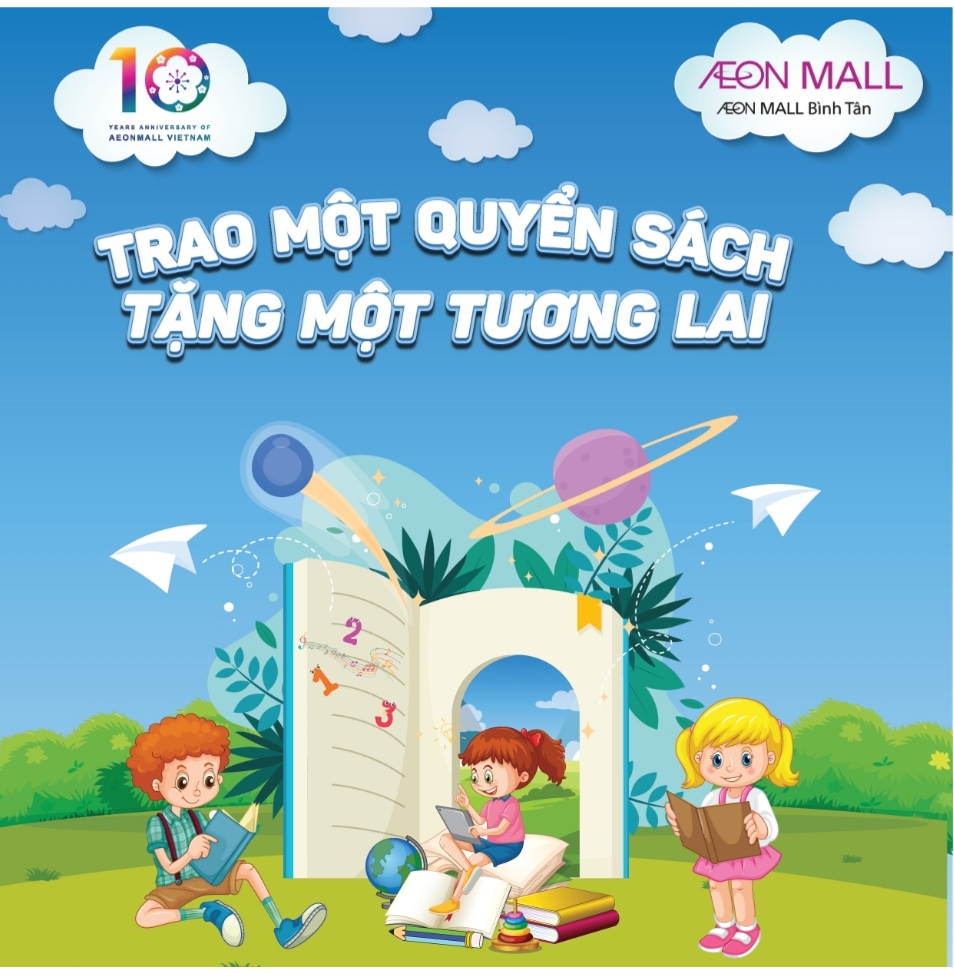 10
YEARS ANNIVERSARY OF
AEONMALL VIETNAM
ÆON MALL
ÆON MALL Bình Tân
TRAO MỘT QUYỂN SÁCH
TẶNG MỘT TƯƠNG LAI
2
1
3